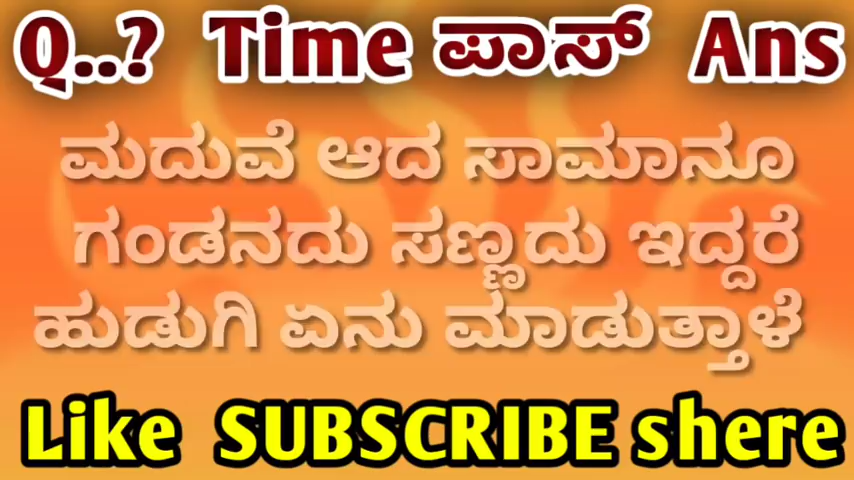 Q..? Time ಪಾಸ್ Ans
ಮದುವೆ ಆದ ಸಾಮಾನೂ
ಗಂಡನದು ಸಣ್ಣದು ಇದ್ದರೆ
ಹುಡುಗಿ ಏನು ಮಾಡುತ್ತಾಳೆ
Like SUBSCRIBE shere